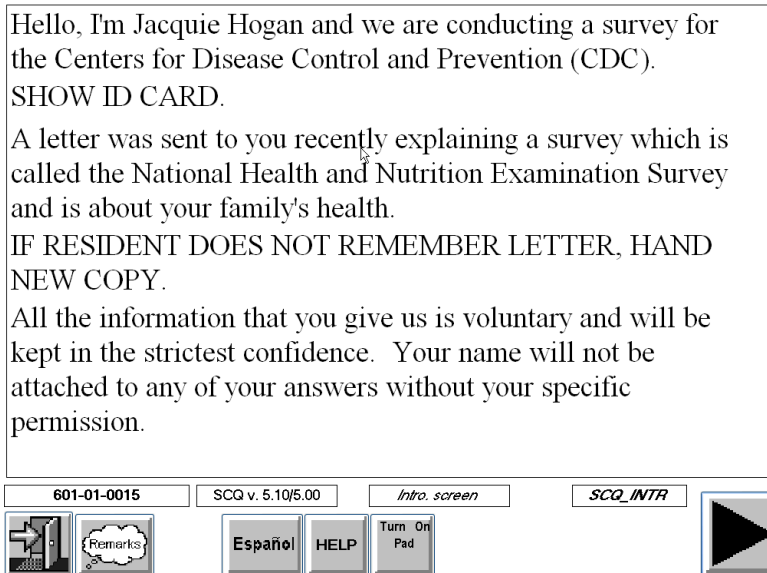 Hello, I'm Jacquie Hogan and we are conducting a survey for
the Centers for Disease Control and Prevention (CDC).
SHOW ID CARD.
A letter was sent to you recently explaining a survey which is
called the National Health and Nutrition Examination Survey
and is about your family's health.
IF RESIDENT DOES NOT REMEMBER LETTER, HAND
NEW COPY.
All the information that you give us is voluntary and will be
kept in the strictest confidence.  Your name will not be
attached to any of your answers without your specific
permission.
601-01-0015
SCQ v. 5.10/5.00
Intro. screen
SCQ_INTR
Remarks
Español
HELP
Turn On
Pad